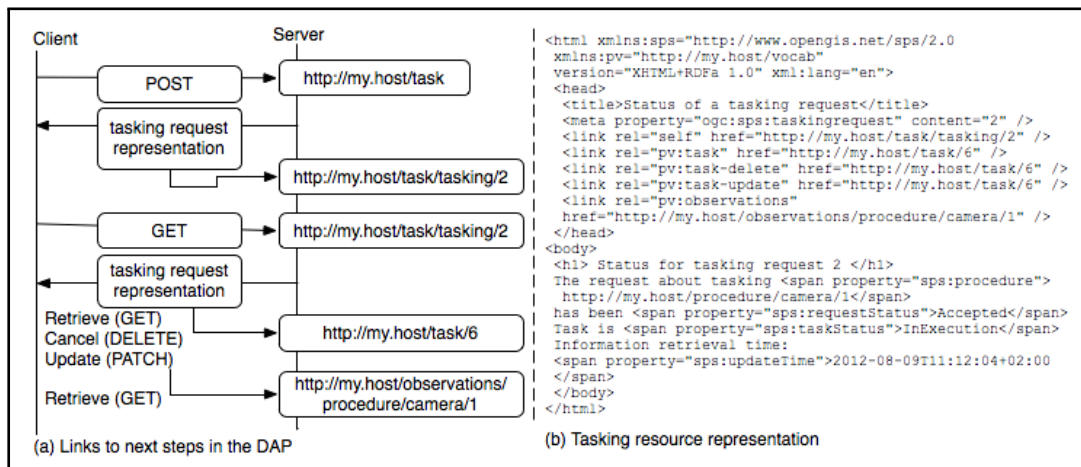 Client
Server
POST
http://my.host/task
tasking request
representation
http://my.host/task/tasking/2
GET
http://my.host/task/tasking/2
tasking request
representation
Retrieve (GET)
Cancel (DELETE)
Update (PATCH)
http://my.host/task/6
Retrieve (GET)
http://my.host/observations/
procedure/camera/1
(a) Links to next steps in the DAP
<html xmlns:sps="http://www.opengis.net/sps/2.0
xmlns:pv="http://my.host/vocab"
version="XHTML+RDFa 1.0" xml:lang="en">
<head>
<title>Status of a tasking request</title>
<meta property="ogc:sps:taskingrequest" content="2" />
<link rel="self" href="http://my.host/task/tasking/2" />
<link rel="pv:task" href="http://my.host/task/6" />
<link rel="pv:task-delete" href="http://my.host/task/6" />
<link rel="pv:task-update" href="http://my.host/task/6" />
<link rel="pv:observations"
href="http://my.host/observations/procedure/camera/1" />
</head>
<body>
<h1> Status for tasking request 2 </h1>
The request about tasking <span property="sps:procedure">
http://my.host/procedure/camera/1</span>
has been <span property="sps:requestStatus">Accepted</span>
Task is <span property="sps:taskStatus">InExecution</span>
Information retrieval time:
<span property="sps:updateTime">2012-08-09T11:12:04+02:00
</span>
</body>
</html>
(b) Tasking resource representation